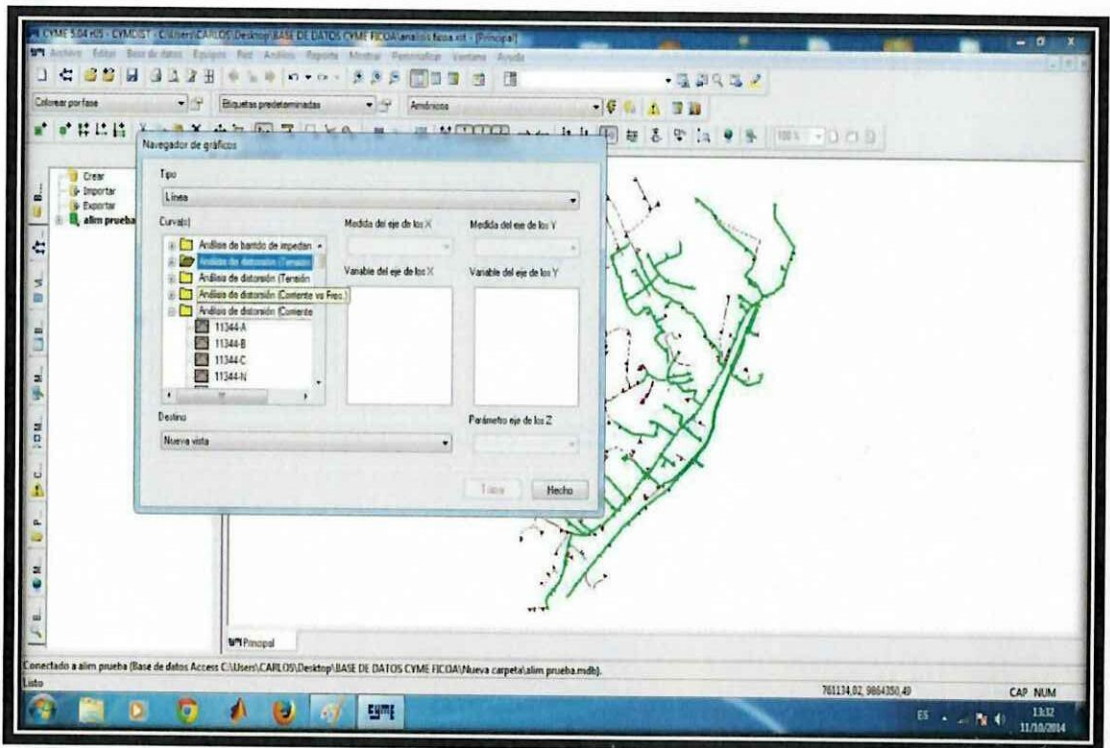 CYME 5.04 r05 - CYMDIST - C:\Users\CARLOS\Desktop\BASE DE DATOS CYME FICOA\analisis ficoa.xst - [Principal]
Archivo Editar Base de datos Equipos Red Análisis Reporte Mostrar Personalizar Ventana Ayuda
Colorear por fase
Etiquetas predeterminadas
Armónicos
100 %
Navegador de gráficos
Crear
Importar
Exportar
alim prueba
Tipo
Línea
Curva(s)
Medida del eje de los X
Medida del eje de los Y
Análisis de barrido de impedan
Análisis de distorsión (Tensión
Variable del eje de los X
Variable del eje de los Y
Análisis de distorsión (Tensión
Análisis de distorsión (Corriente vs Frec.)
Análisis de distorsión (Corriente
11344-A
11344-B
11344-C
11344-N
Destino
Parámetro eje de los Z
Nueva vista
Trazar
Hecho
Principal
Conectado a alim prueba (Base de datos Access C:\Users\CARLOS\Desktop\BASE DE DATOS CYME FICOA\Nueva carpeta\alim prueba.mdb).
Listo
761134,02, 9864350,49
CAP NUM
CYME
ES
13:32
11/10/2014